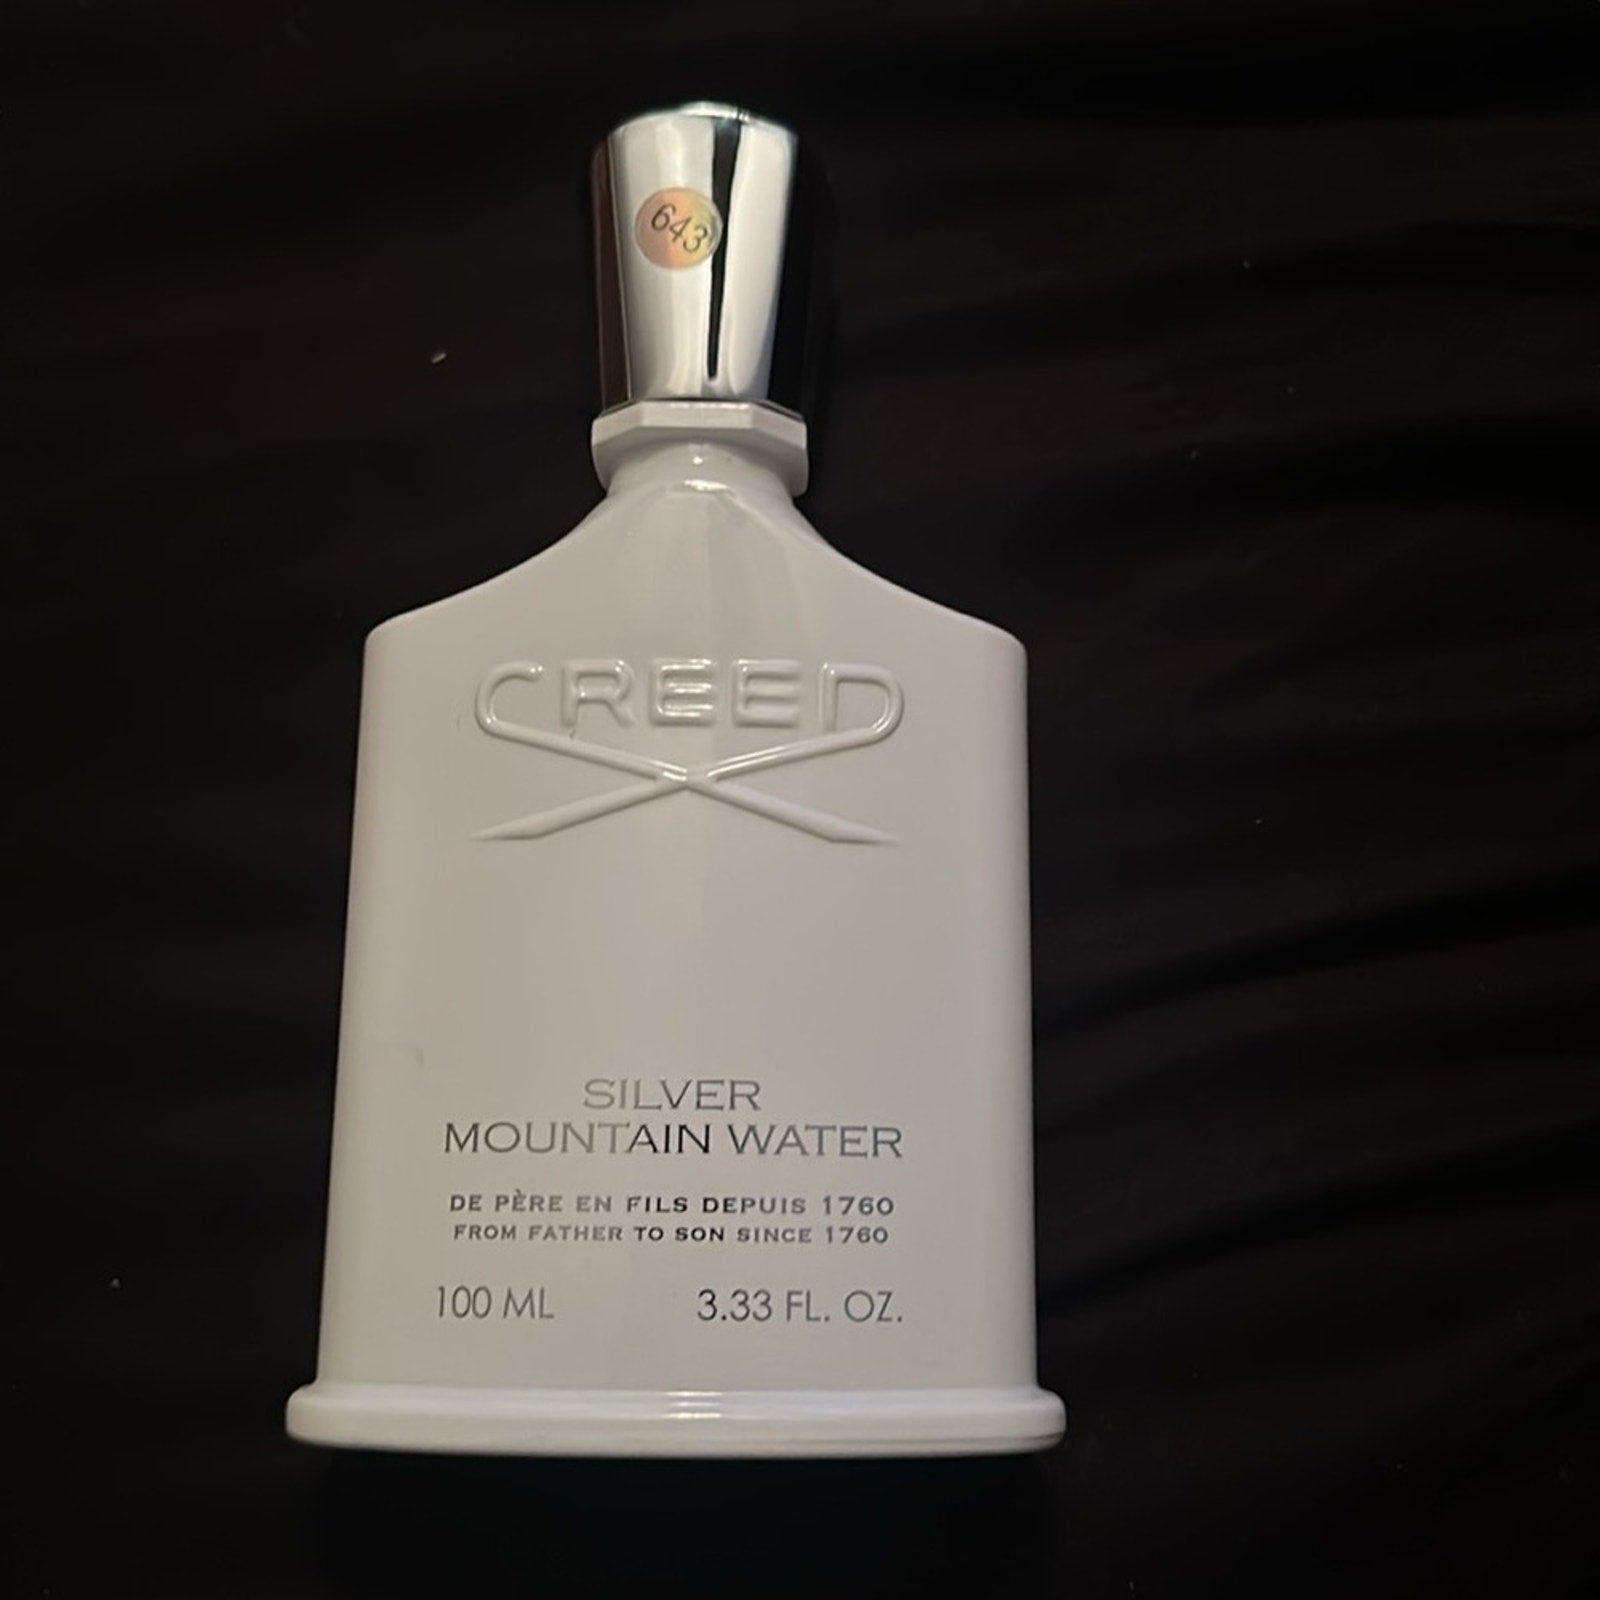 643
CREED
SILVER
MOUNTAIN WATER
DE PÈRE EN FILS DEPUIS 1760
FROM FATHER TO SON SINCE 1760
100 ML 3.33 FL. OZ.